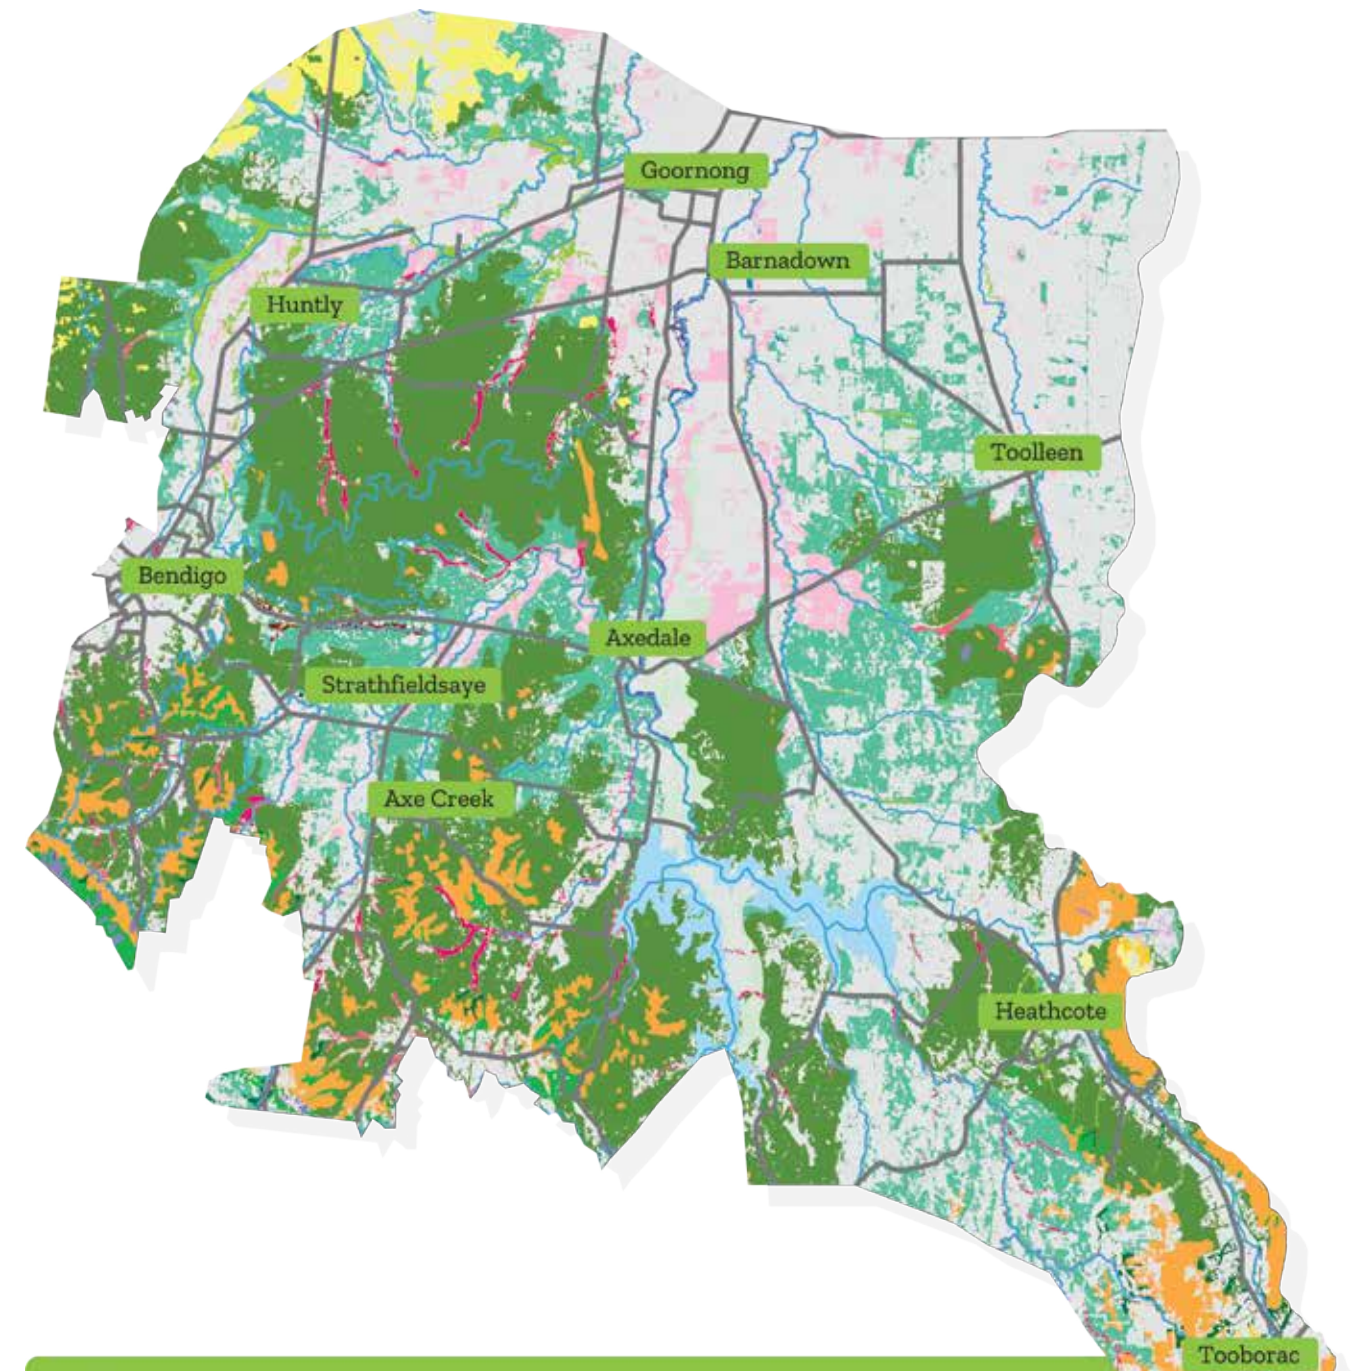 Goornong
Barnadown
Huntly
Toolleen
Bendigo
Axedale
Strathfieldsaye
Axe Creek
Heathcote
Tooborac